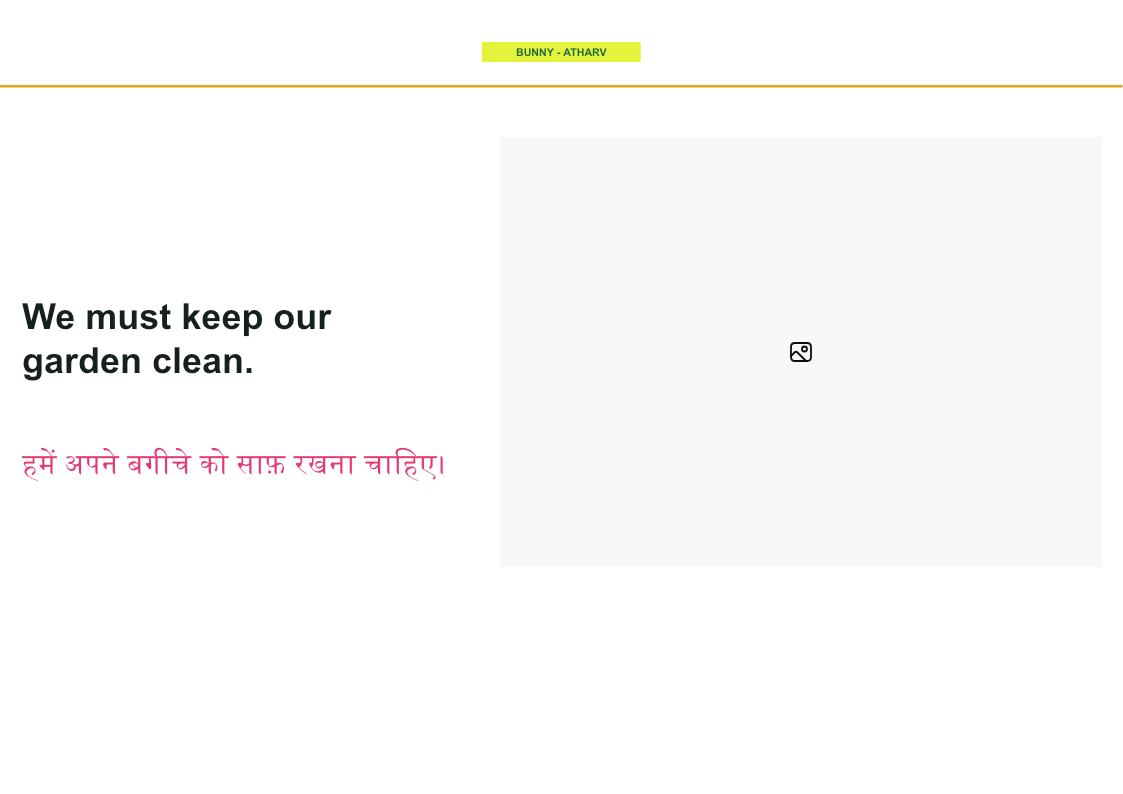 BUNNY - ATHARV
We must keep our
garden clean.
हमें अपने बगीचे को साफ़ रखना चाहिए।